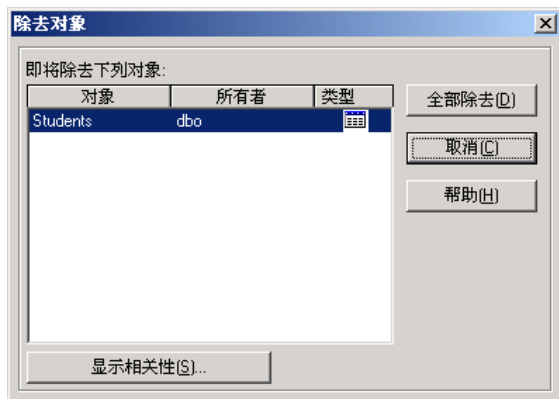 除去对象
即将除去下列对象:
对象 所有者 类型
Students dbo
全部除去(D)
取消(C)
帮助(H)
显示相关性(S)...